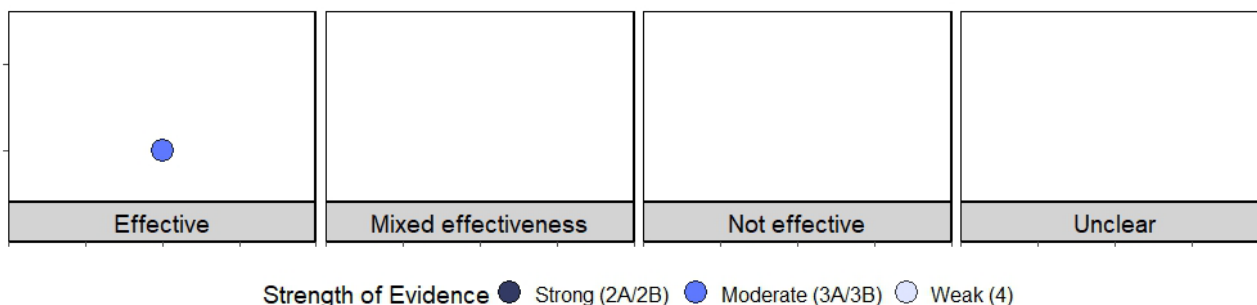 Effective Mixed effectiveness Not effective Unclear
Strength of Evidence Strong (2A/2B) Moderate (3A/3B) Weak (4)